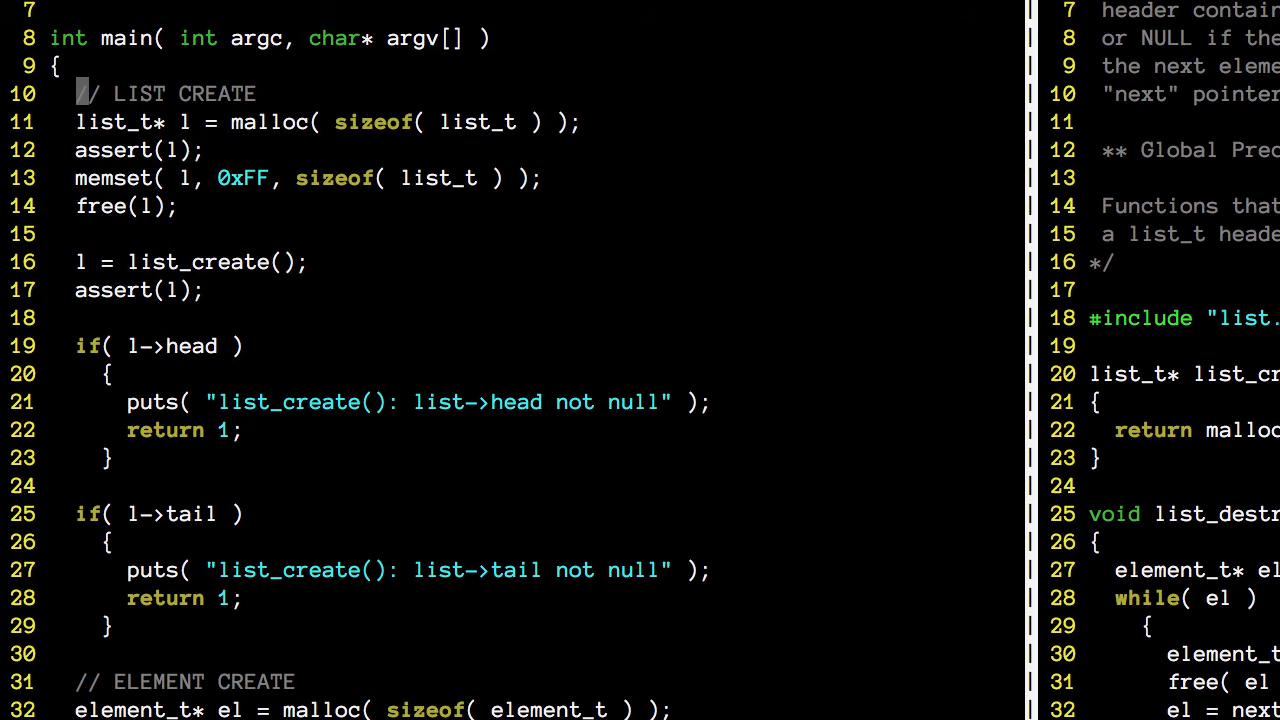 7
8 int main( int argc, char* argv[] )
9 {
10 // LIST CREATE
11 list_t* l = malloc( sizeof( list_t ) );
12 assert(l);
13 memset( l, 0xFF, sizeof( list_t ) );
14 free(l);
15
16 l = list_create();
17 assert(l);
18
19 if( l->head )
20 {
21 puts( "list_create(): list->head not null" );
22 return 1;
23 }
24
25 if( l->tail )
26 {
27 puts( "list_create(): list->tail not null" );
28 return 1;
29 }
30
31 // ELEMENT CREATE
32 element_t* el = malloc( sizeof( element_t ) );
7 header contain
8 or NULL if the
9 the next eleme
10 "next" pointer
11
12 ** Global Prec
13
14 Functions that
15 a list_t heade
16 */
17
18 #include "list.
19
20 list_t* list_cr
21 {
22 return malloc
23 }
24
25 void list_destr
26 {
27 element_t* el
28 while( el )
29 {
30 element_t
31 free( el
32 el = next